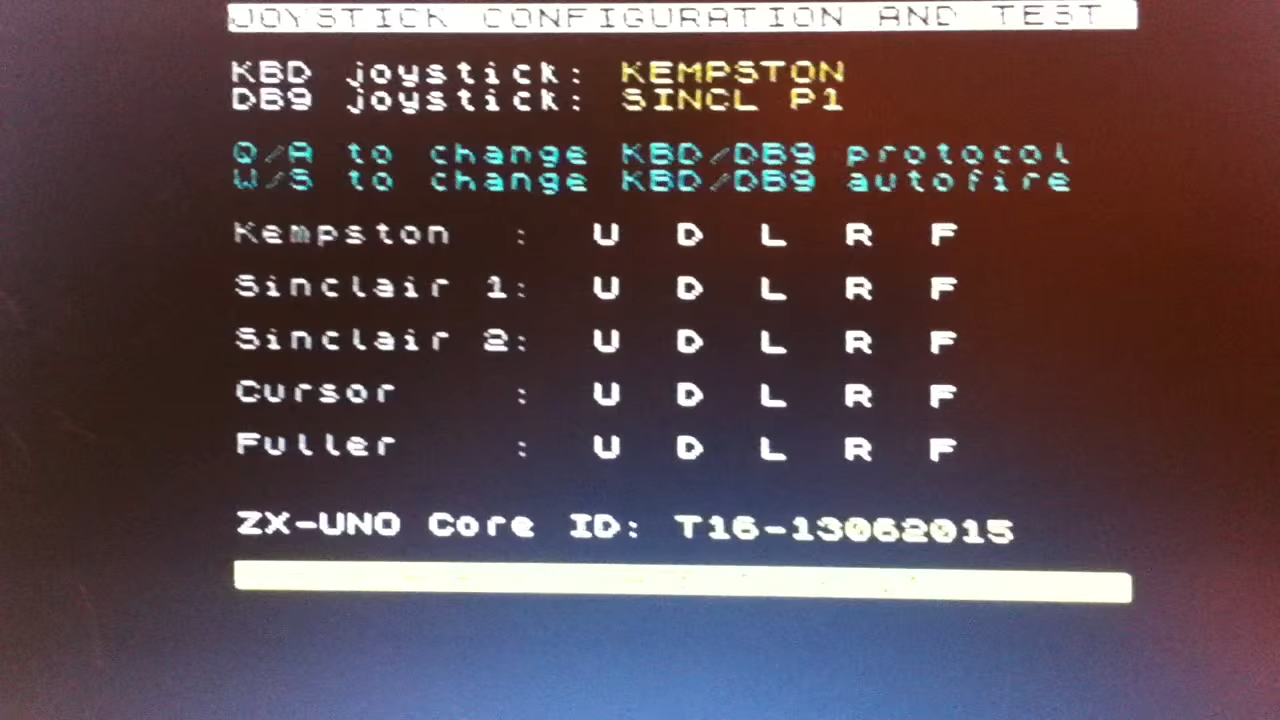 JOYSTICK CONFIGURATION AND TEST
KBD joystick: KEMPSTON
DB9 joystick: SINCL P1
Q/A to change KBD/DB9 protocol
W/S to change KBD/DB9 autofire
Kempston : U D L R F
Sinclair 1: U D L R F
Sinclair 2: U D L R F
Cursor : U D L R F
Fuller : U D L R F
ZX-UNO Core ID: T16-13062015